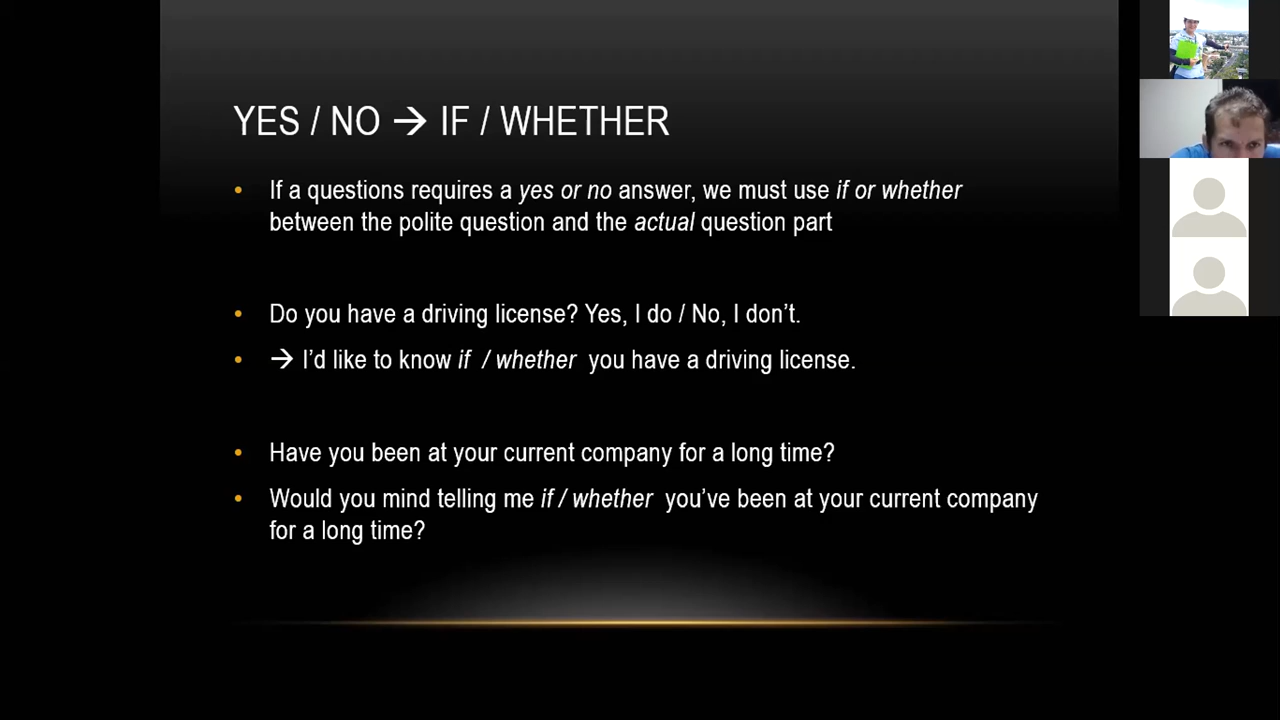 YES / NO → IF / WHETHER
• If a questions requires a yes or no answer, we must use if or whether
between the polite question and the actual question part
• Do you have a driving license? Yes, I do / No, I don't.
• → I'd like to know if / whether you have a driving license.
• Have you been at your current company for a long time?
• Would you mind telling me if / whether you've been at your current company
for a long time?